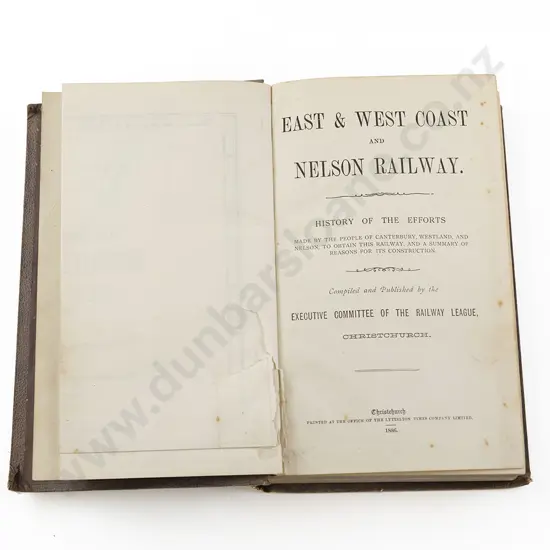 EAST & WEST COAST
AND
NELSON RAILWAY.
HISTORY OF THE EFFORTS
MADE BY THE PEOPLE OF CANTERBURY, WESTLAND, AND
NELSON, TO OBTAIN THIS RAILWAY, AND A SUMMARY OF
REASONS FOR ITS CONSTRUCTION.
Compiled and Published by the
EXECUTIVE COMMITTEE OF THE RAILWAY LEAGUE,
CHRISTCHURCH.
Christchurch
PRINTED AT THE OFFICE OF THE LYTTELTON TIMES COMPANY LIMITED.
1886.
www.dunbarsloane.co.nz